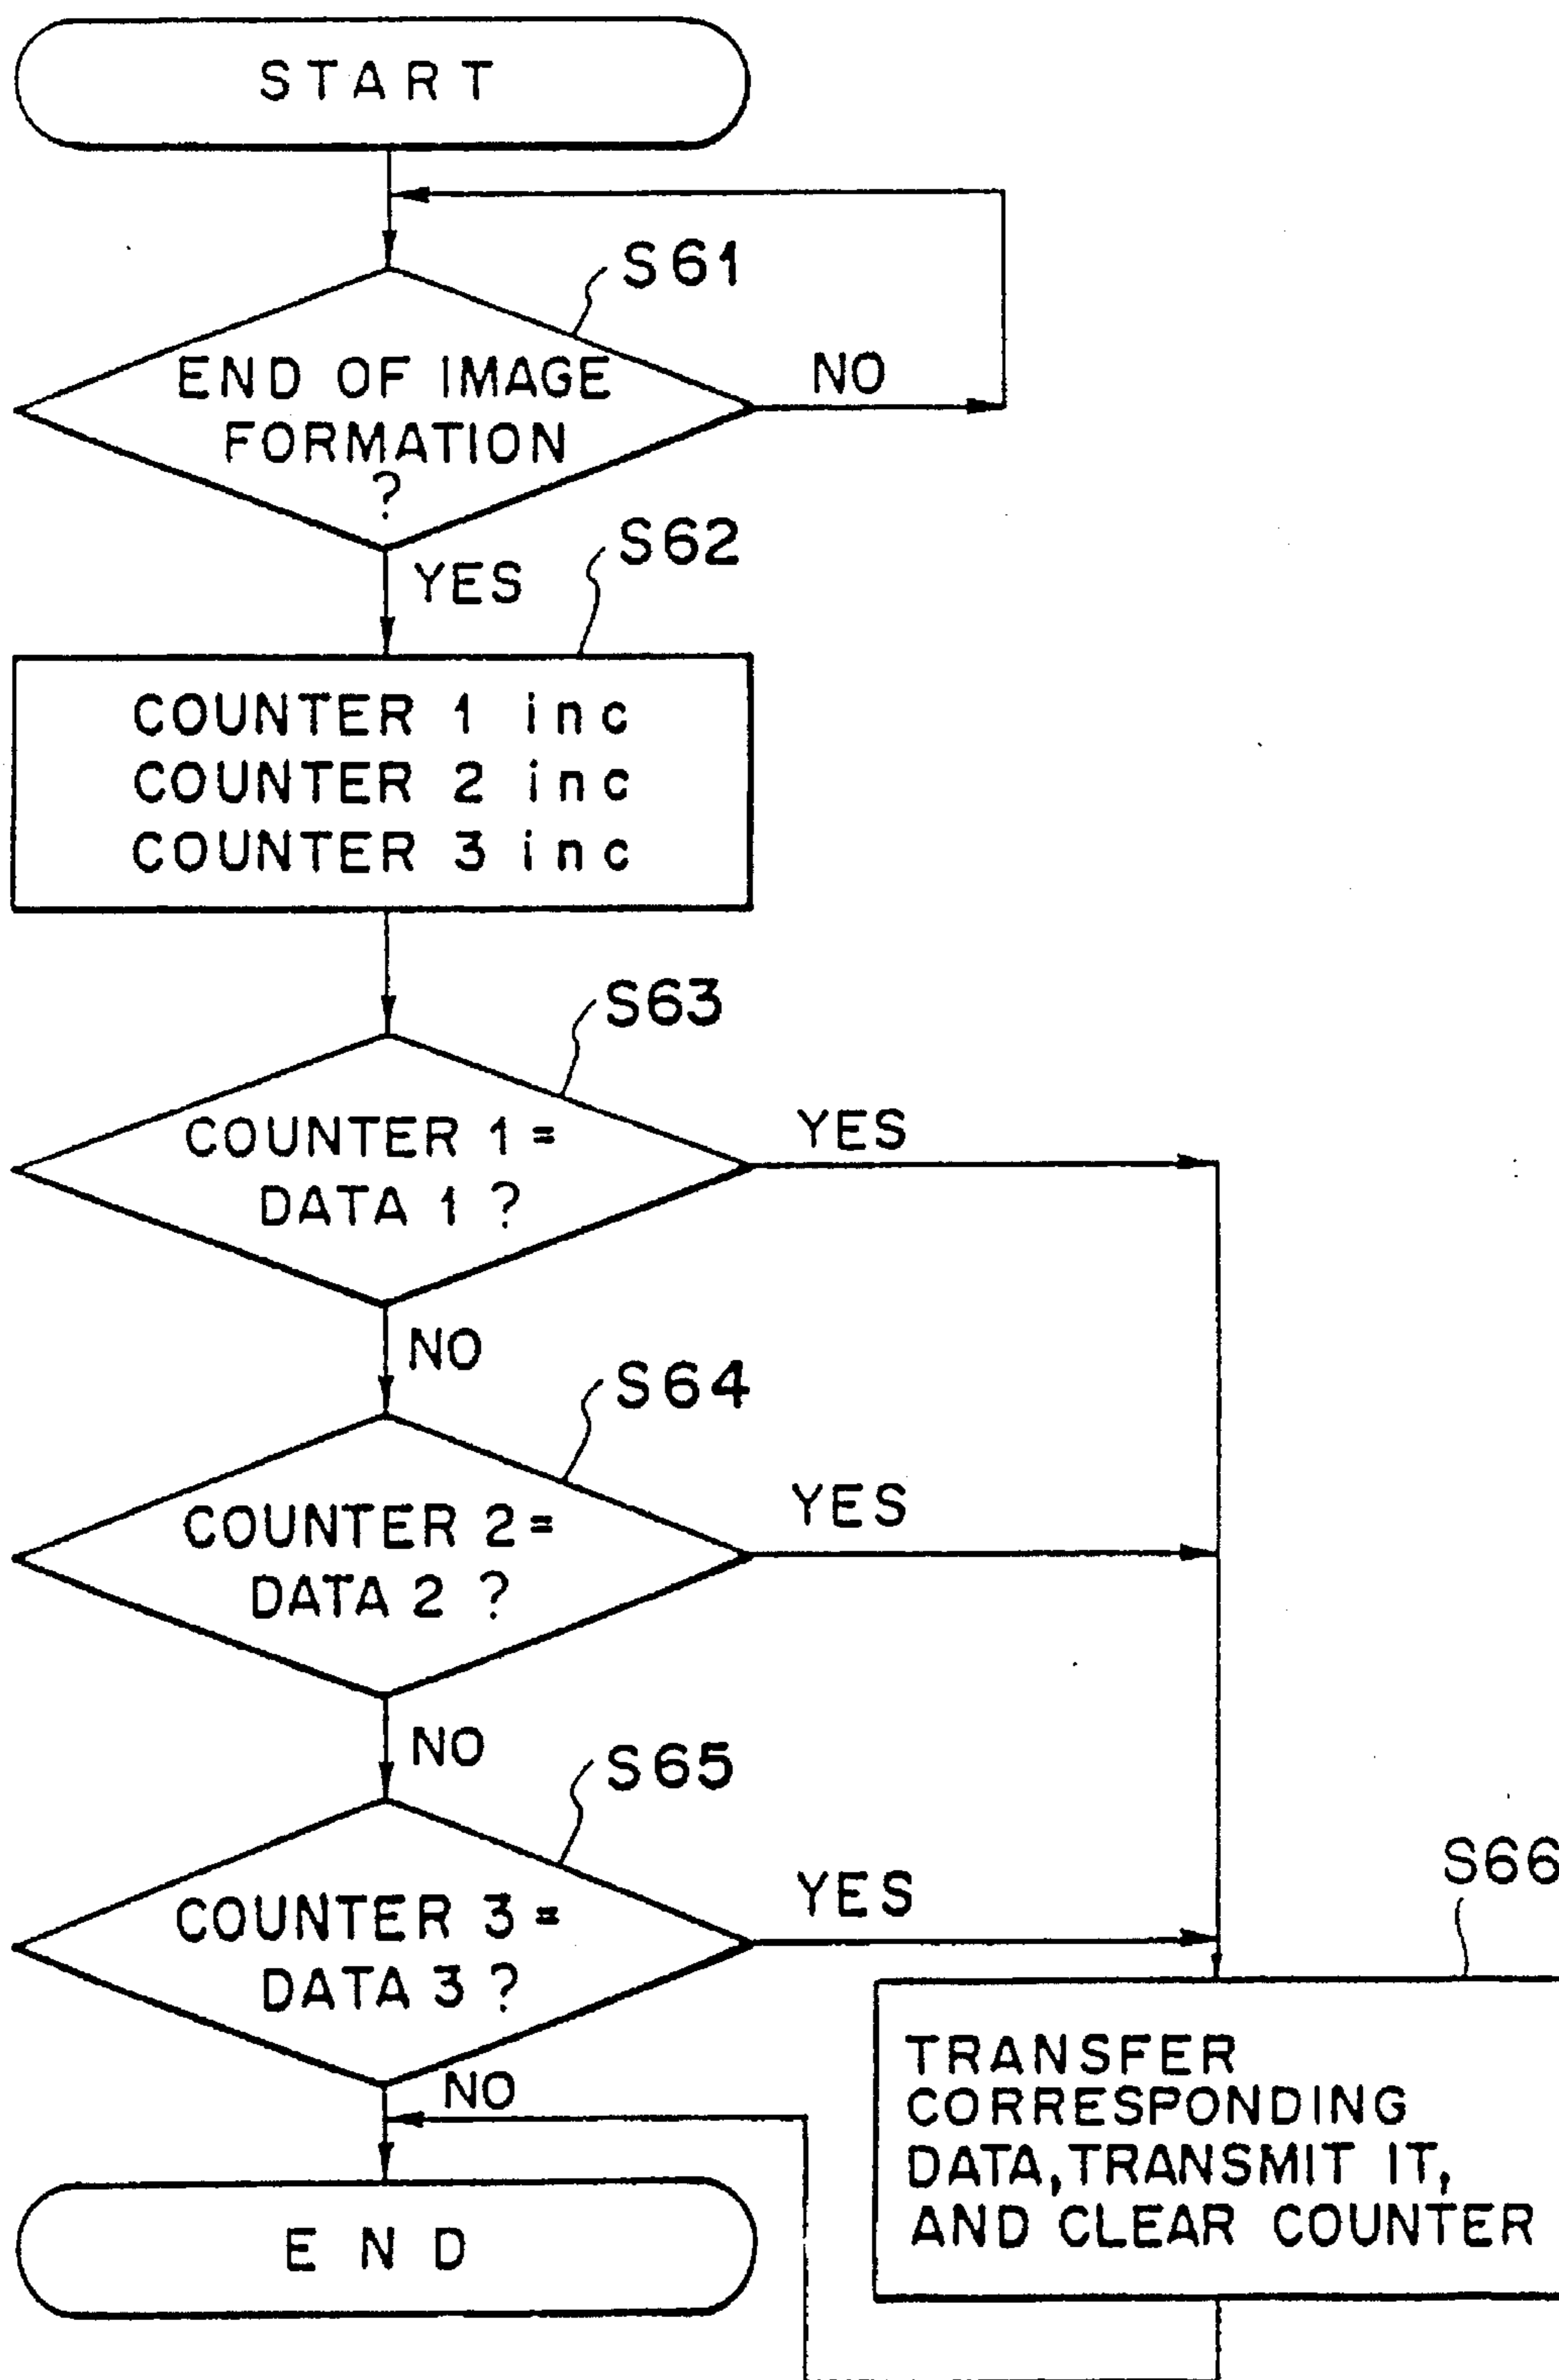 START
S61
END OF IMAGE
FORMATION
?
NO
S62
YES
COUNTER 1 inc
COUNTER 2 inc
COUNTER 3 inc
S63
COUNTER 1 =
DATA 1 ?
YES
NO
S64
COUNTER 2 =
DATA 2 ?
YES
NO
S65
COUNTER 3 =
DATA 3 ?
YES
S66
NO
TRANSFER
CORRESPONDING
DATA, TRANSMIT IT,
AND CLEAR COUNTER
END